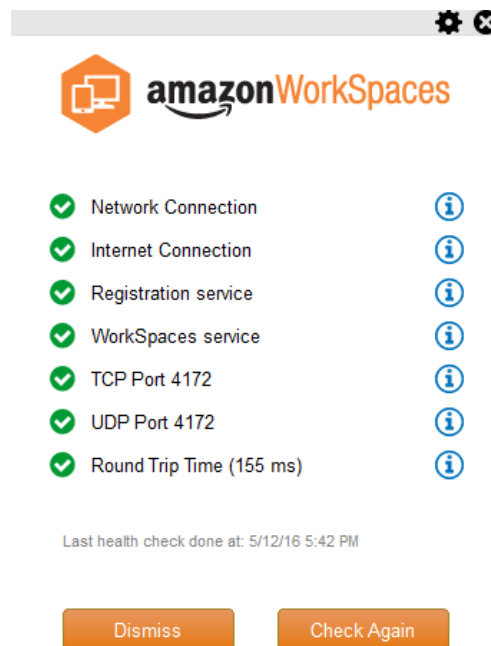 amazonWorkSpaces
Network Connection
Internet Connection
Registration service
WorkSpaces service
TCP Port 4172
UDP Port 4172
Round Trip Time (155 ms)
Last health check done at: 5/12/16 5:42 PM
Dismiss
Check Again